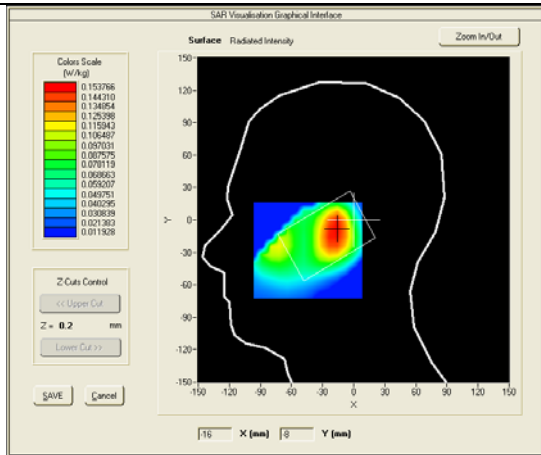 SAR Visualisation Graphical Interface
Surface Radiated Intensity
Zoom In/Out
Colors Scale
(W/kg)
0.153766
0.144310
0.134854
0.125398
0.115943
0.106487
0.097031
0.087575
0.078119
0.068663
0.059207
0.049751
0.040295
0.030839
0.021383
0.011928
150
120
90
60
30
0
-30
-60
-90
-120
-150
Y
-150 -120 -90 -60 -30 0 30 60 90 120 150
X
Z Cuts Control
<< Upper Cut
Z = 0.2 mm
Lower Cut >>
SAVE Cancel
-16 X (mm) -8 Y (mm)